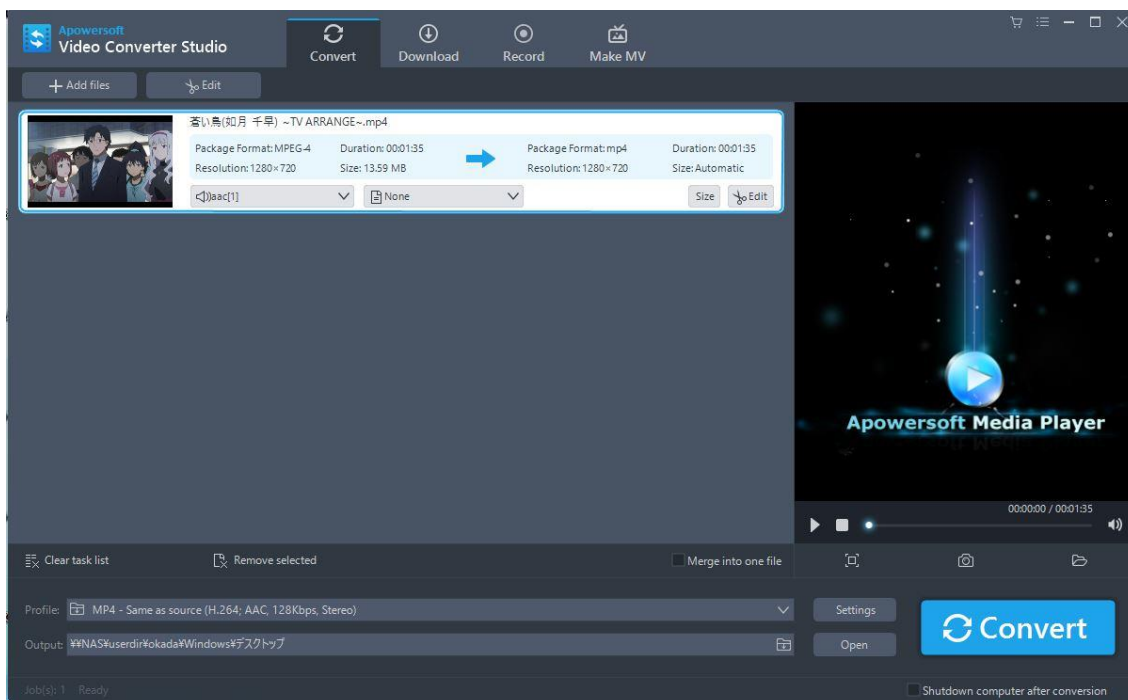 Apowersoft
Video Converter Studio
Convert
Download
Record
Make MV
Add files
Edit
蒼い鳥(如月 千早) ~TV ARRANGE~.mp4
Package Format: MPEG-4 Duration: 00:01:35 Package Format: mp4 Duration: 00:01:35
Resolution: 1280×720 Size: 13.59 MB Resolution: 1280×720 Size: Automatic
aac[1] None Size Edit
Apowersoft Media Player
00:00:00 / 00:01:35
Clear task list Remove selected Merge into one file
Profile: MP4 - Same as source (H.264; AAC, 128Kbps, Stereo) Settings
Convert
Output: ¥¥NAS¥userdir¥okada¥Windows¥デスクトップ Open
Job(s): 1 Ready Shutdown computer after conversion